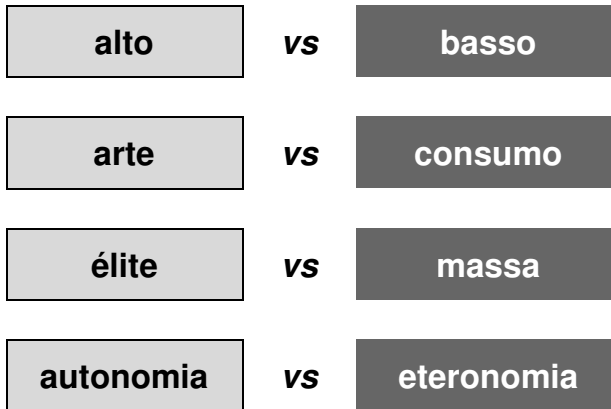 alto vs basso
arte vs consumo
élite vs massa
autonomia vs eteronomia